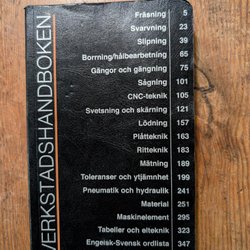 VERKSTADSHANDBOKEN
Fräsning 5
Svarvning 23
Slipning 39
Borrning/hålbearbetning 65
Gängor och gängning 75
Sågning 101
CNC-teknik 105
Svetsning och skärning 121
Lödning 157
Plåtteknik 163
Ritteknik 183
Mätning 189
Toleranser och ytjämnhet 199
Pneumatik och hydraulik 241
Material 251
Maskinelement 295
Tabeller och elteknik 323
Engelsk-Svensk ordlista 347